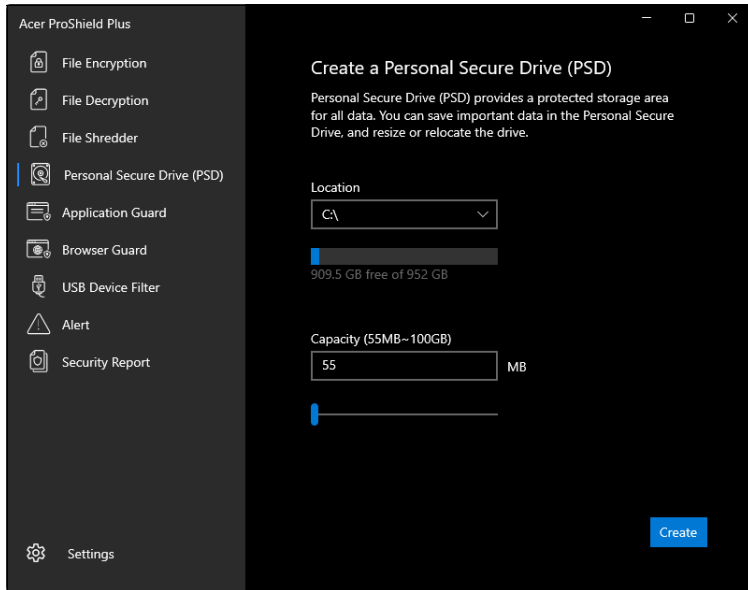 Acer ProShield Plus
File Encryption
File Decryption
File Shredder
Personal Secure Drive (PSD)
Application Guard
Browser Guard
USB Device Filter
Alert
Security Report
Settings
Create a Personal Secure Drive (PSD)
Personal Secure Drive (PSD) provides a protected storage area
for all data. You can save important data in the Personal Secure
Drive, and resize or relocate the drive.
Location
C:\
909.5 GB free of 952 GB
Capacity (55MB~100GB)
55 MB
Create